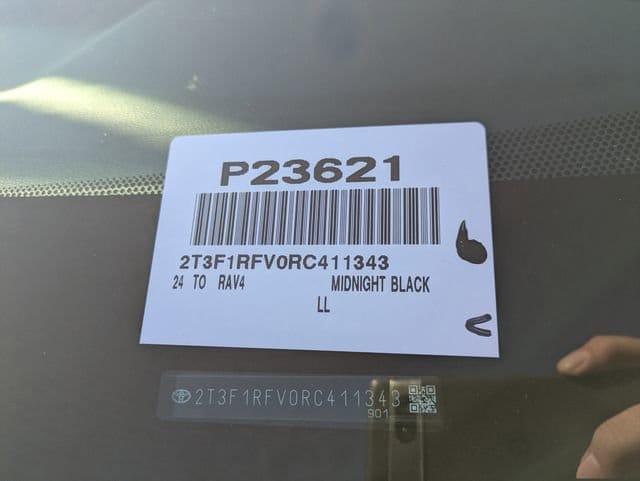 P23621
2T3F1RFV0RC411343
24 TO RAV4 MIDNIGHT BLACK
LL
2T3F1RFV0RC411343
901